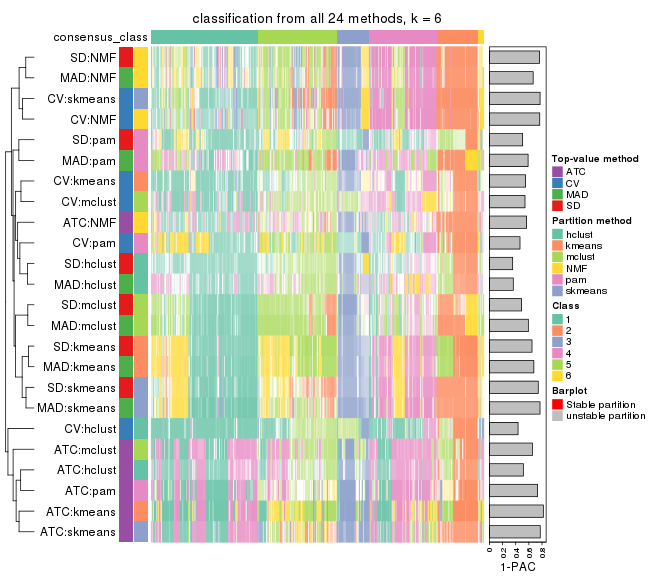 classification from all 24 methods, k = 6
consensus_class
SD:NMF
MAD:NMF
CV:skmeans
CV:NMF
SD:pam
MAD:pam
CV:kmeans
CV:mclust
ATC:NMF
CV:pam
SD:hclust
MAD:hclust
SD:mclust
MAD:mclust
SD:kmeans
MAD:kmeans
SD:skmeans
MAD:skmeans
CV:hclust
ATC:mclust
ATC:hclust
ATC:pam
ATC:kmeans
ATC:skmeans
0
0.2
0.4
0.6
0.8
1-PAC
Top-value method
ATC
CV
MAD
SD
Partition method
hclust
kmeans
mclust
NMF
pam
skmeans
Class
1
2
3
4
5
6
Barplot
Stable partition
unstable partition